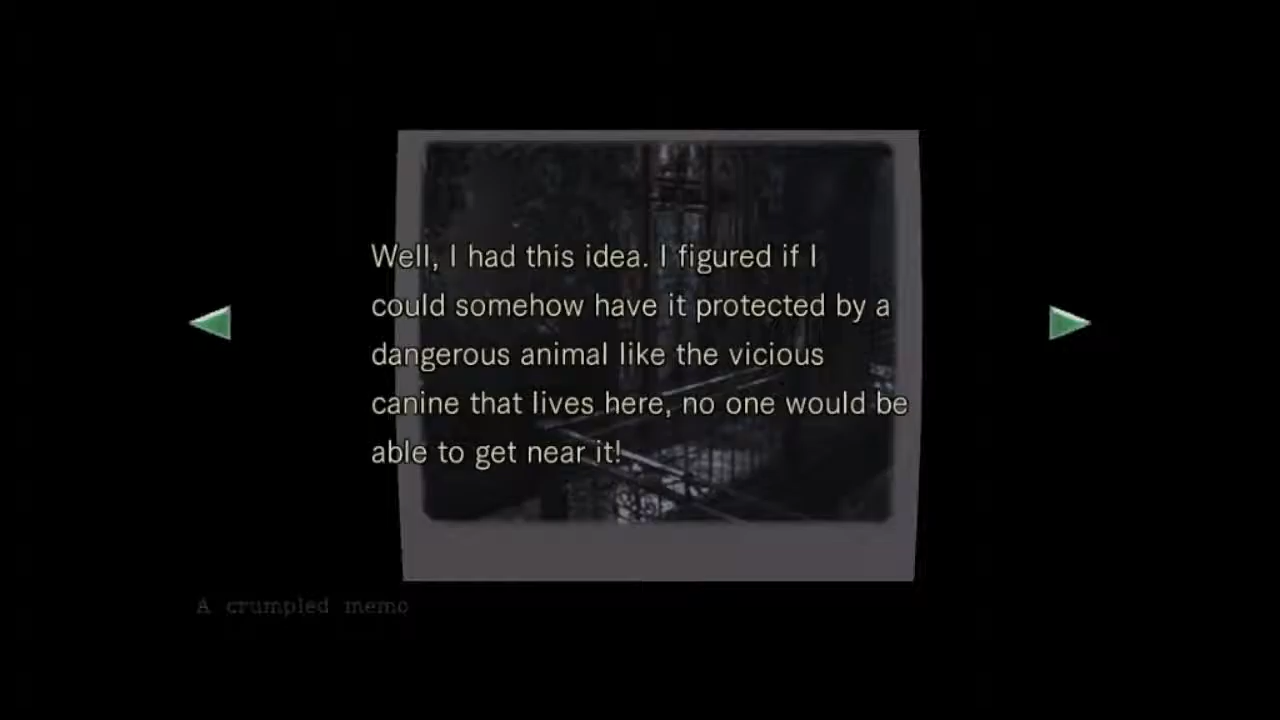 Well, I had this idea. I figured if I
could somehow have it protected by a
dangerous animal like the vicious
canine that lives here, no one would be
able to get near it!
A crumpled memo